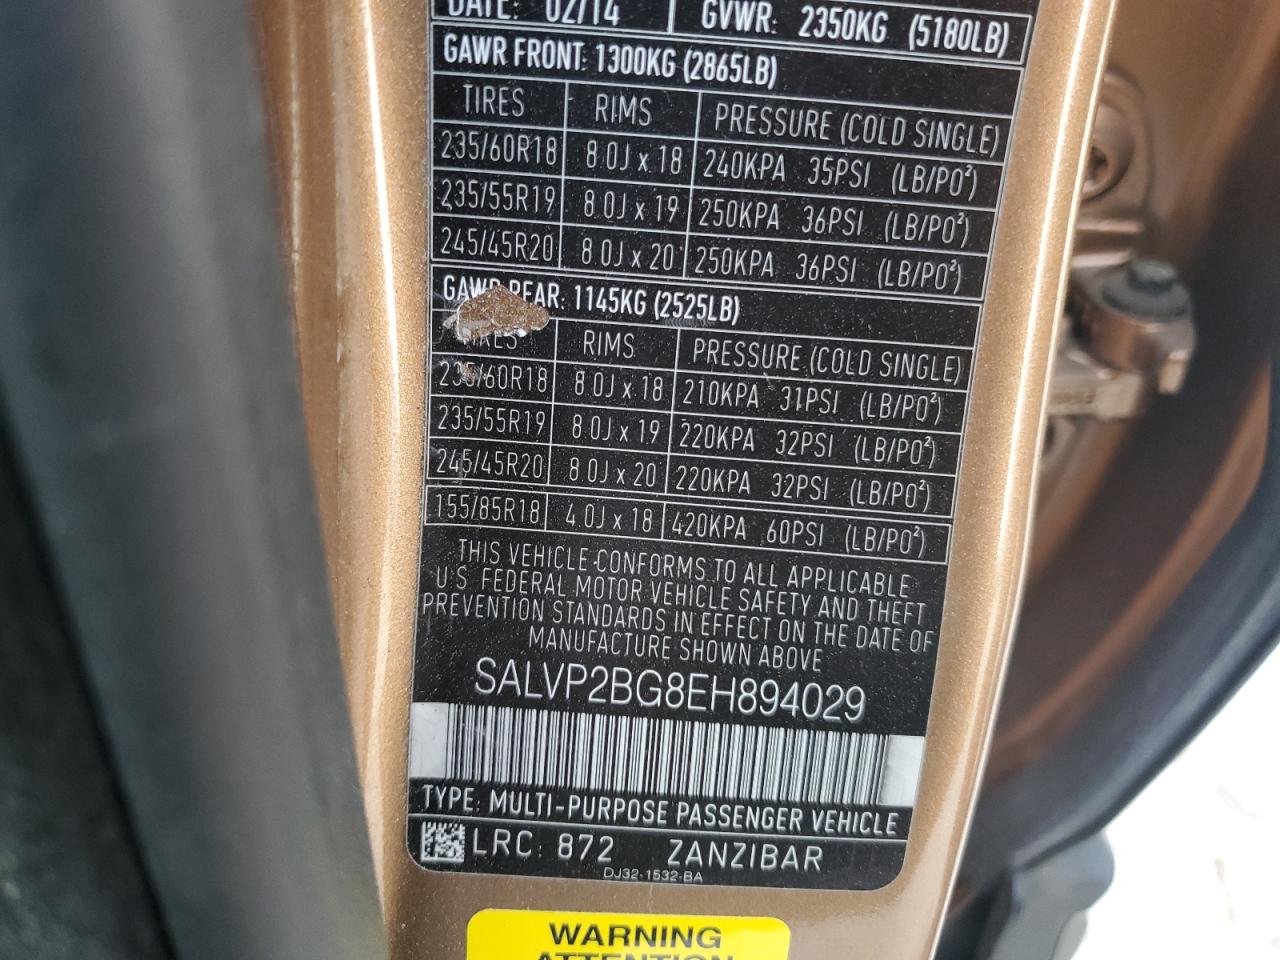 DATE: 02/14 GVWR: 2350KG (5180LB)
GAWR FRONT: 1300KG (2865LB)
TIRES RIMS PRESSURE (COLD SINGLE)
235/60R18 8.0J x 18 240KPA 35PSI (LB/PO²)
235/55R19 8.0J x 19 250KPA 36PSI (LB/PO²)
245/45R20 8.0J x 20 250KPA 36PSI (LB/PO²)
GAWR REAR: 1145KG (2525LB)
TIRES RIMS PRESSURE (COLD SINGLE)
235/60R18 8.0J x 18 210KPA 31PSI (LB/PO²)
235/55R19 8.0J x 19 220KPA 32PSI (LB/PO²)
245/45R20 8.0J x 20 220KPA 32PSI (LB/PO²)
155/85R18 4.0J x 18 420KPA 60PSI (LB/PO²)
THIS VEHICLE CONFORMS TO ALL APPLICABLE
U.S. FEDERAL MOTOR VEHICLE SAFETY AND THEFT
PREVENTION STANDARDS IN EFFECT ON THE DATE OF
MANUFACTURE SHOWN ABOVE
SALVP2BG8EH894029
TYPE: MULTI-PURPOSE PASSENGER VEHICLE
LRC: 872 ZANZIBAR
DJ32-1532-BA
WARNING
ATTENTION